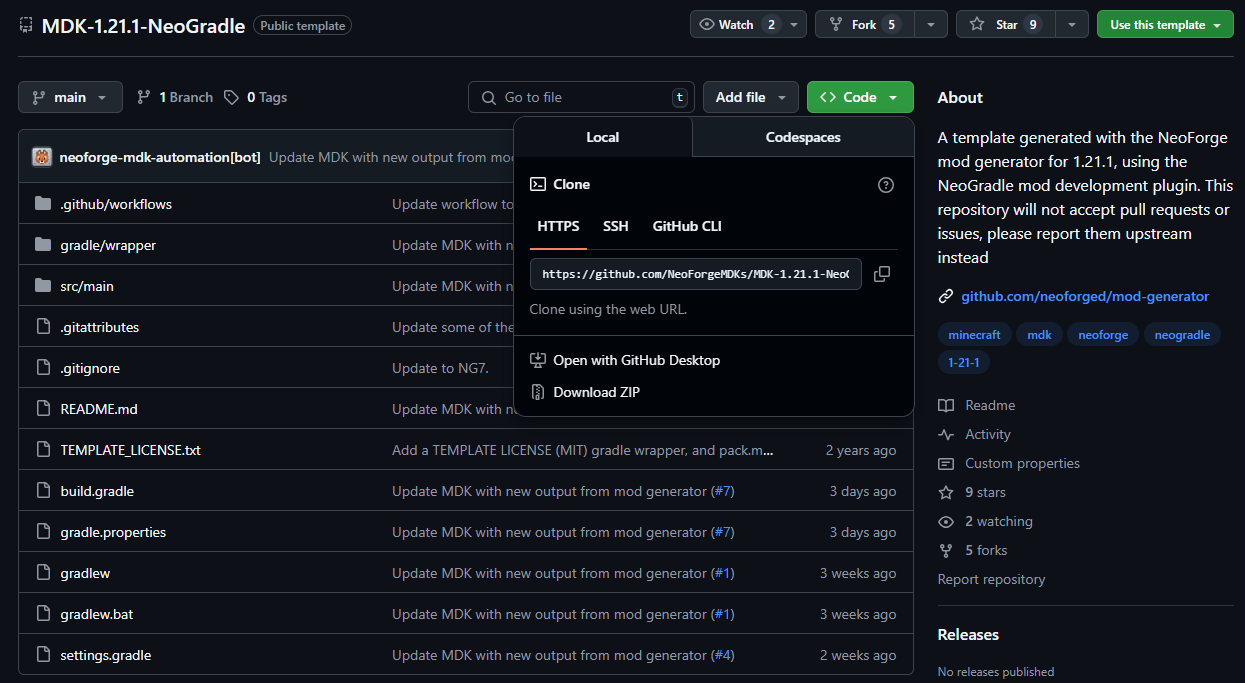 MDK-1.21.1-NeoGradle Public template
Watch 2 Fork 5 Star 9 Use this template
main 1 Branch 0 Tags
Go to file t Add file Code
neoforge-mdk-automation[bot] Update MDK with new output from mo
.github/workflows Update workflow to
gradle/wrapper Update MDK with n
src/main Update MDK with n
.gitattributes Update some of the
.gitignore Update to NG7.
README.md Update MDK with n
TEMPLATE_LICENSE.txt Add a TEMPLATE LICENSE (MIT) gradle wrapper, and pack.m... 2 years ago
build.gradle Update MDK with new output from mod generator (#7) 3 days ago
gradle.properties Update MDK with new output from mod generator (#7) 3 days ago
gradlew Update MDK with new output from mod generator (#1) 3 weeks ago
gradlew.bat Update MDK with new output from mod generator (#1) 3 weeks ago
settings.gradle Update MDK with new output from mod generator (#4) 2 weeks ago
Local Codespaces
Clone
HTTPS SSH GitHub CLI
https://github.com/NeoForgeMDKs/MDK-1.21.1-Neo
Clone using the web URL.
Open with GitHub Desktop
Download ZIP
About
A template generated with the NeoForge
mod generator for 1.21.1, using the
NeoGradle mod development plugin. This
repository will not accept pull requests or
issues, please report them upstream
instead
github.com/neoforged/mod-generator
minecraft mdk neoforge neogradle
1-21-1
Readme
Activity
Custom properties
9 stars
2 watching
5 forks
Report repository
Releases
No releases published